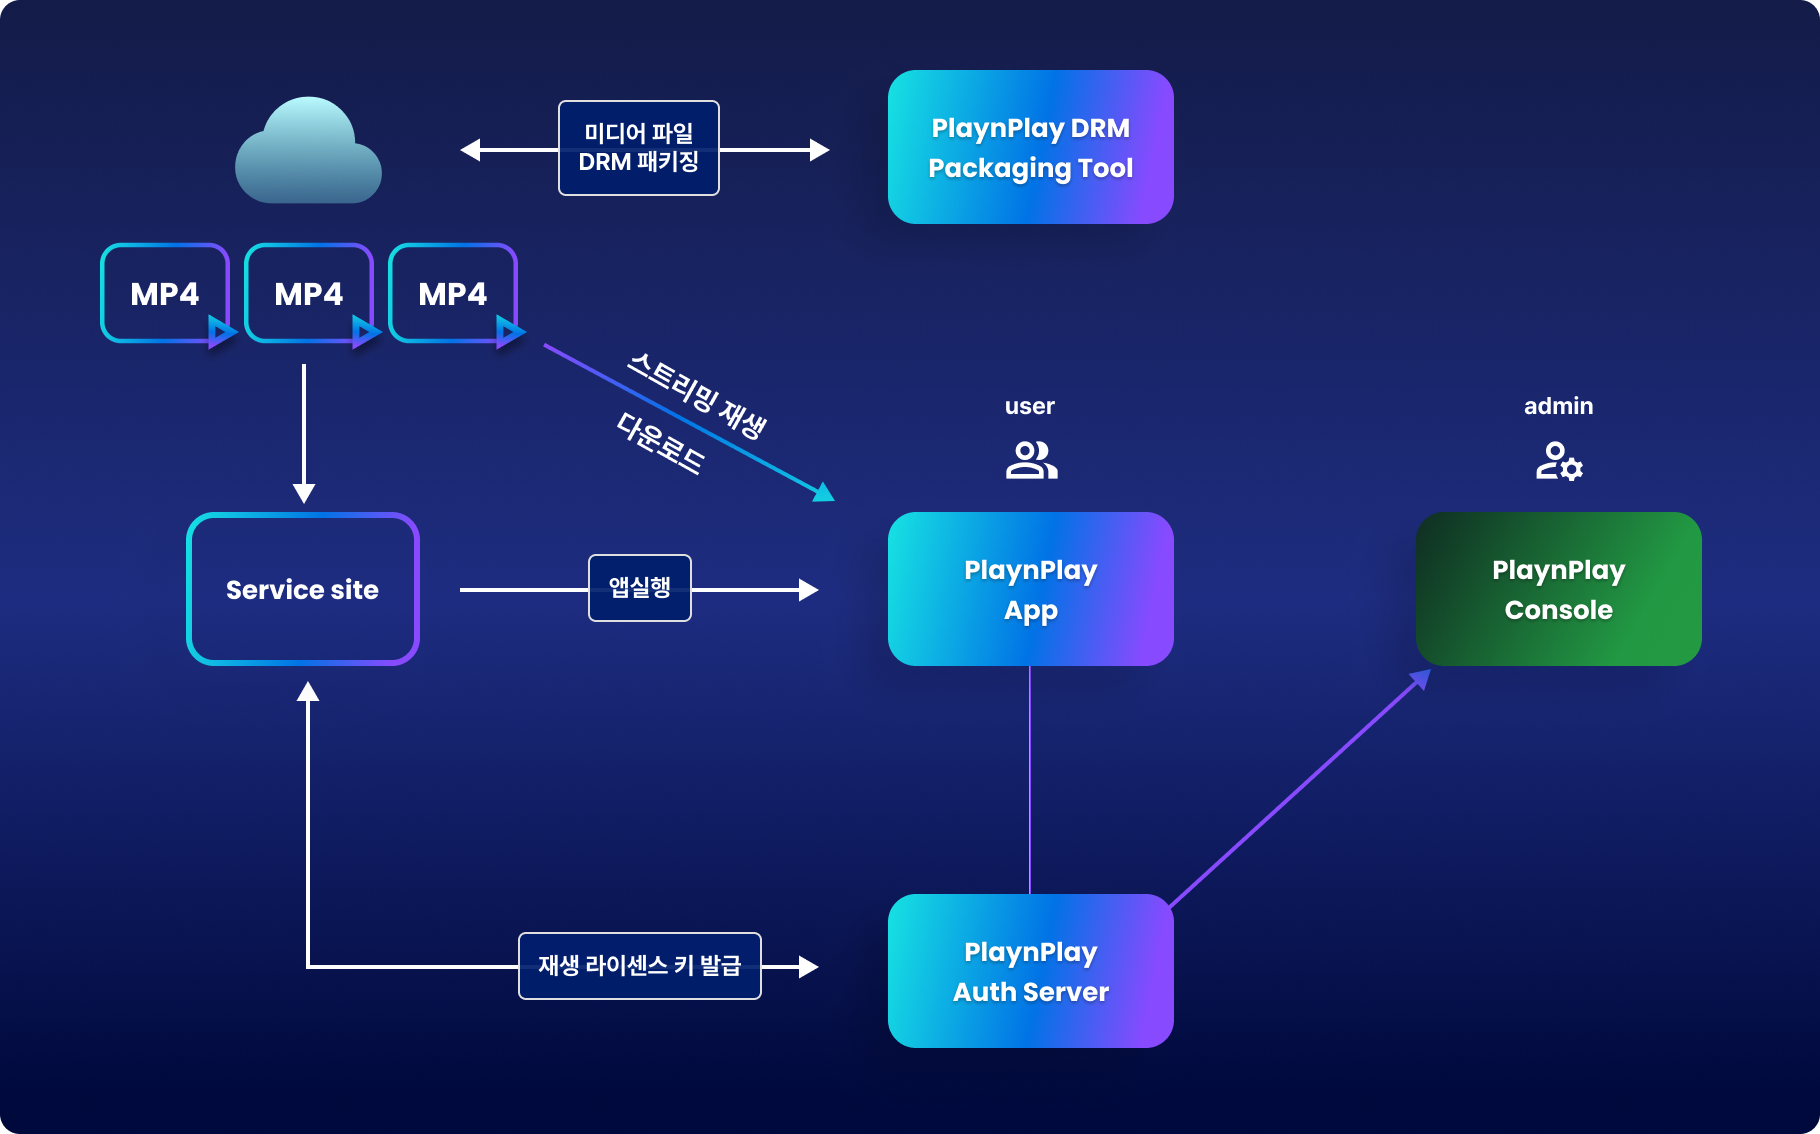 미디어 파일
DRM 패키징
PlaynPlay DRM
Packaging Tool
MP4
MP4
MP4
스트리밍 재생
다운로드
user
admin
Service site
앱실행
PlaynPlay
App
PlaynPlay
Console
재생 라이센스 키 발급
PlaynPlay
Auth Server